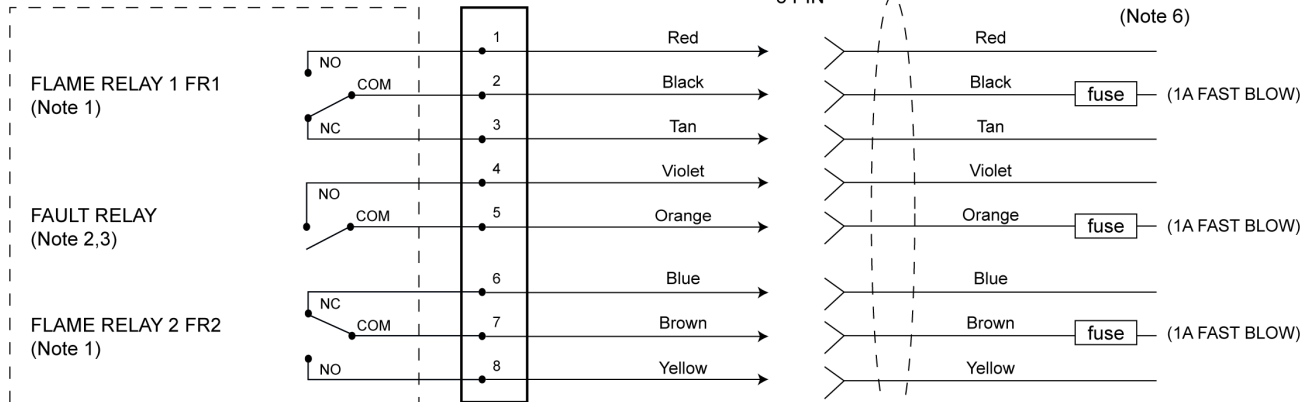 (Note 6)
1 Red Red
NO
FLAME RELAY 1 FR1
(Note 1)
COM 2 Black Black fuse (1A FAST BLOW)
NC 3 Tan Tan
4 Violet Violet
NO
FAULT RELAY
(Note 2,3)
COM 5 Orange Orange fuse (1A FAST BLOW)
6 Blue Blue
NC
FLAME RELAY 2 FR2
(Note 1)
COM 7 Brown Brown fuse (1A FAST BLOW)
NO 8 Yellow Yellow